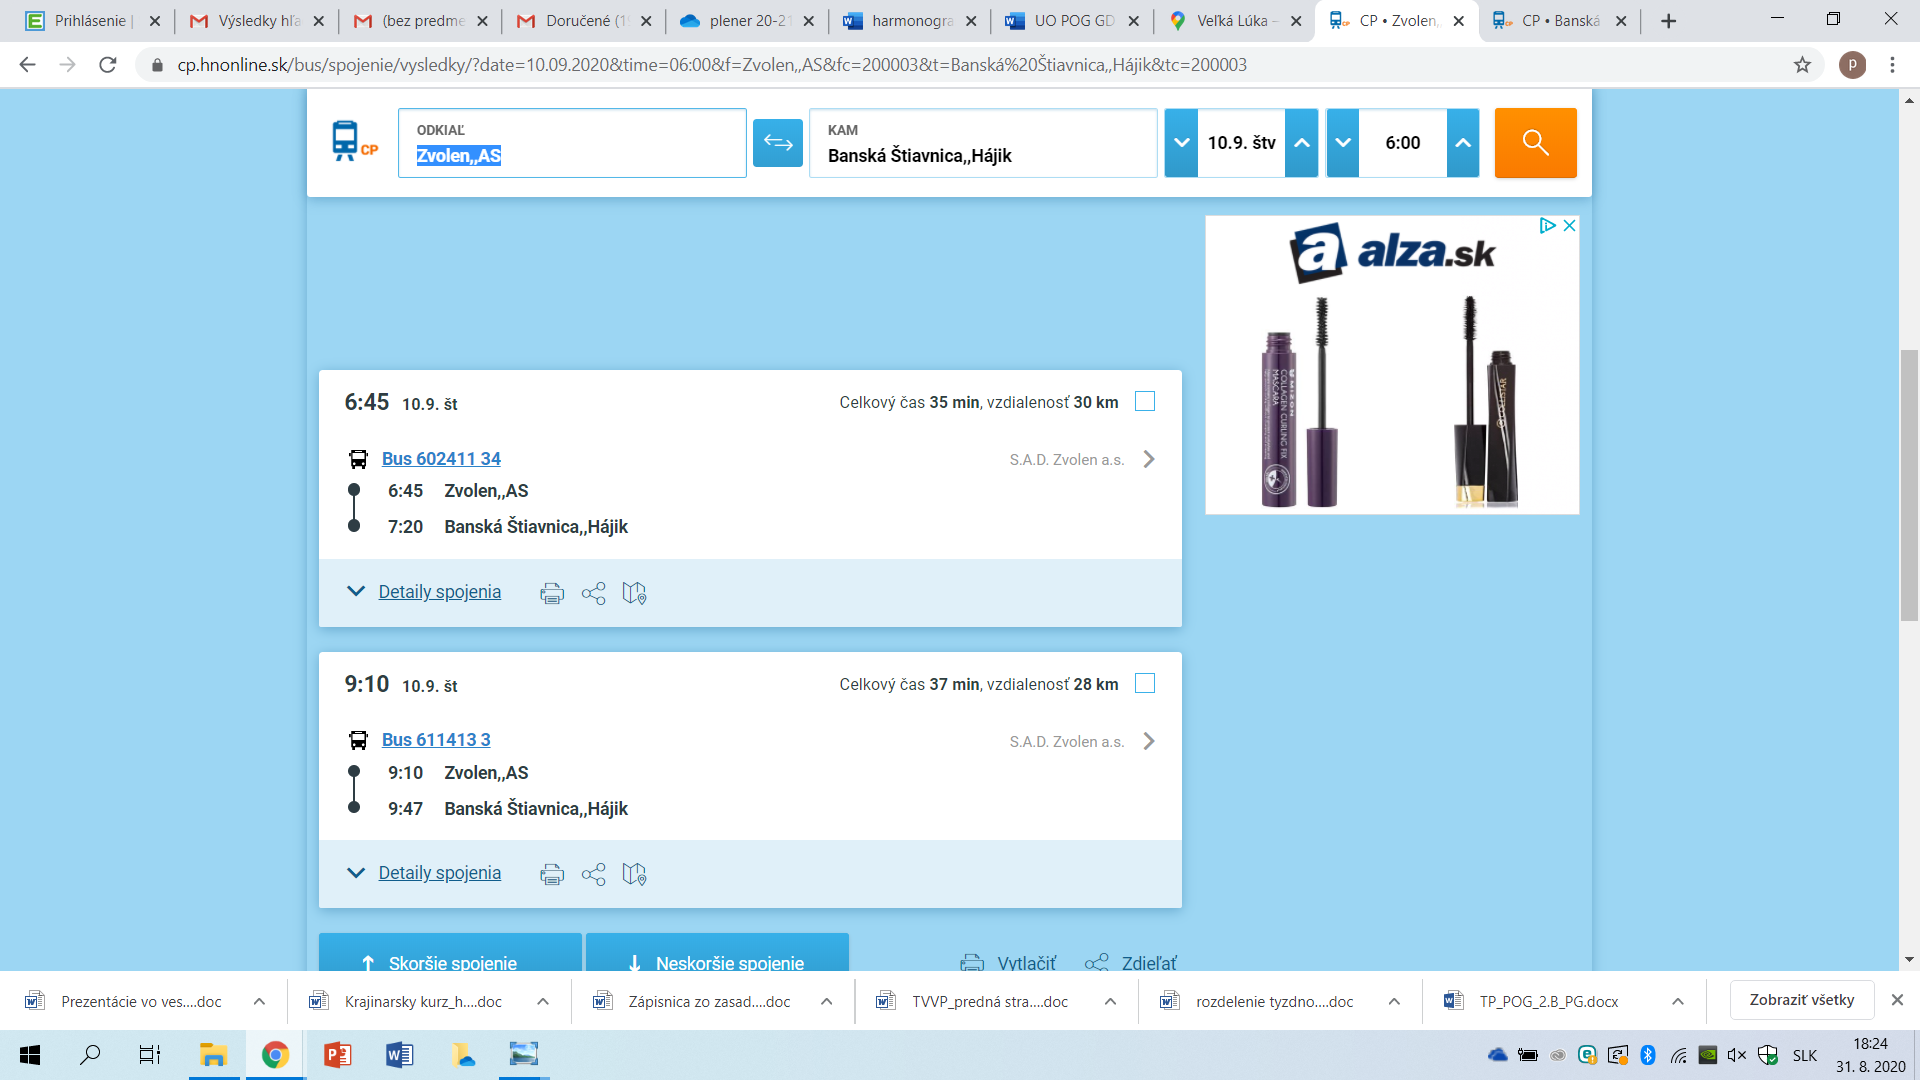 Prihlásenie |
Výsledky hľa
(bez predme
Doručené (1
plener 20-21
harmonogra
UO POG GD
Veľká Lúka –
CP • Zvolen,
CP • Banská
cp.hnonline.sk/bus/spojenie/vysledky/?date=10.09.2020&time=06:00&f=Zvolen,,AS&fc=200003&t=Banská%20Štiavnica,,Hájik&tc=200003
P
CP
ODKIAĽ
Zvolen,,AS
KAM
Banská Štiavnica,,Hájik
10.9. štv
6:00
alza.sk
MIZON
COLLAGEN CURLING FIX
MASCARA
COLLISTAR
6:45 10.9. št
Celkový čas 35 min, vzdialenosť 30 km
Bus 602411 34
S.A.D. Zvolen a.s.
6:45 Zvolen,,AS
7:20 Banská Štiavnica,,Hájik
Detaily spojenia
9:10 10.9. št
Celkový čas 37 min, vzdialenosť 28 km
Bus 611413 3
S.A.D. Zvolen a.s.
9:10 Zvolen,,AS
9:47 Banská Štiavnica,,Hájik
Detaily spojenia
Skoršie spojenie
Neskoršie spojenie
Vytlačiť
Zdieľať
Prezentácie vo ves....doc
Krajinarsky kurz_h....doc
Zápisnica zo zasad....doc
TVVP_predná stra....doc
rozdelenie tyzdno....doc
TP_POG_2.B_PG.docx
Zobraziť všetky
SLK
18:24
31. 8. 2020